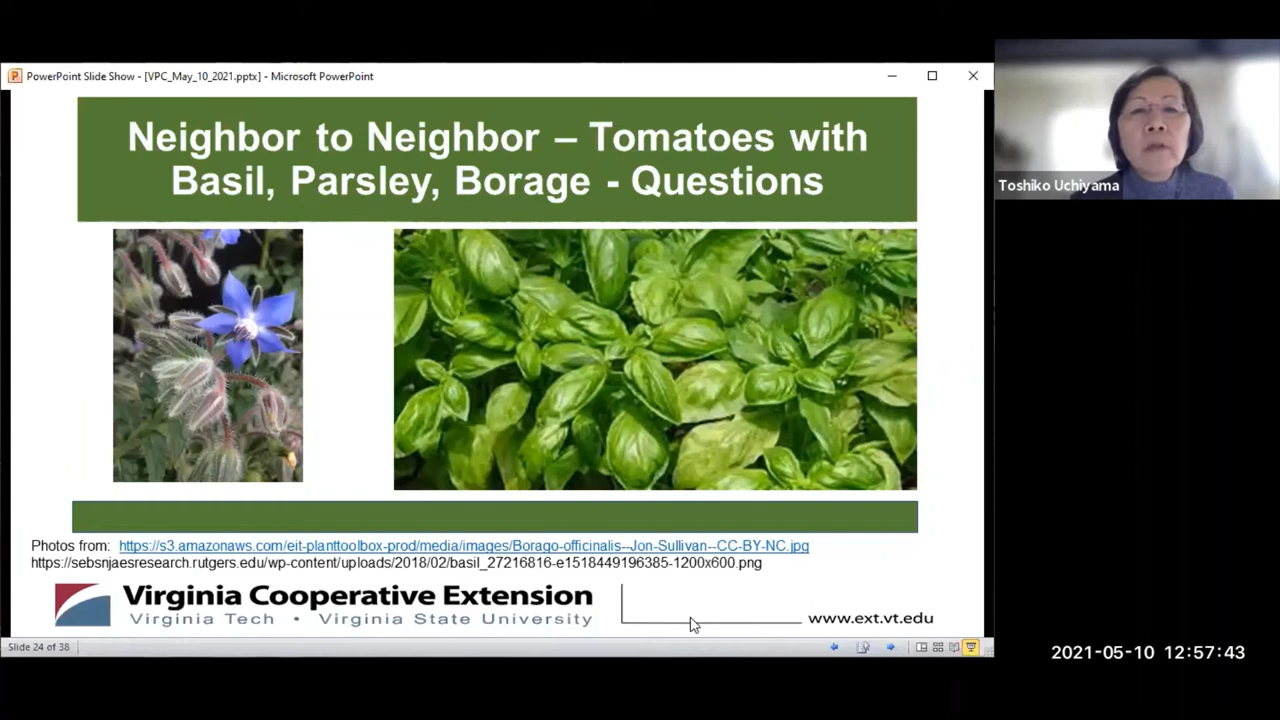 PowerPoint Slide Show - [VPC_May_10_2021.pptx] - Microsoft PowerPoint
Neighbor to Neighbor – Tomatoes with
Basil, Parsley, Borage - Questions
Toshiko Uchiyama
Photos from: https://s3.amazonaws.com/eit-planttoolbox-prod/media/images/Borago-officinalis--Jon-Sullivan--CC-BY-NC.jpg
https://sebsnjaesresearch.rutgers.edu/wp-content/uploads/2018/02/basil_27216816-e1518449196385-1200x600.png
Virginia Cooperative Extension
Virginia Tech • Virginia State University
www.ext.vt.edu
Slide 24 of 38
2021-05-10 12:57:43